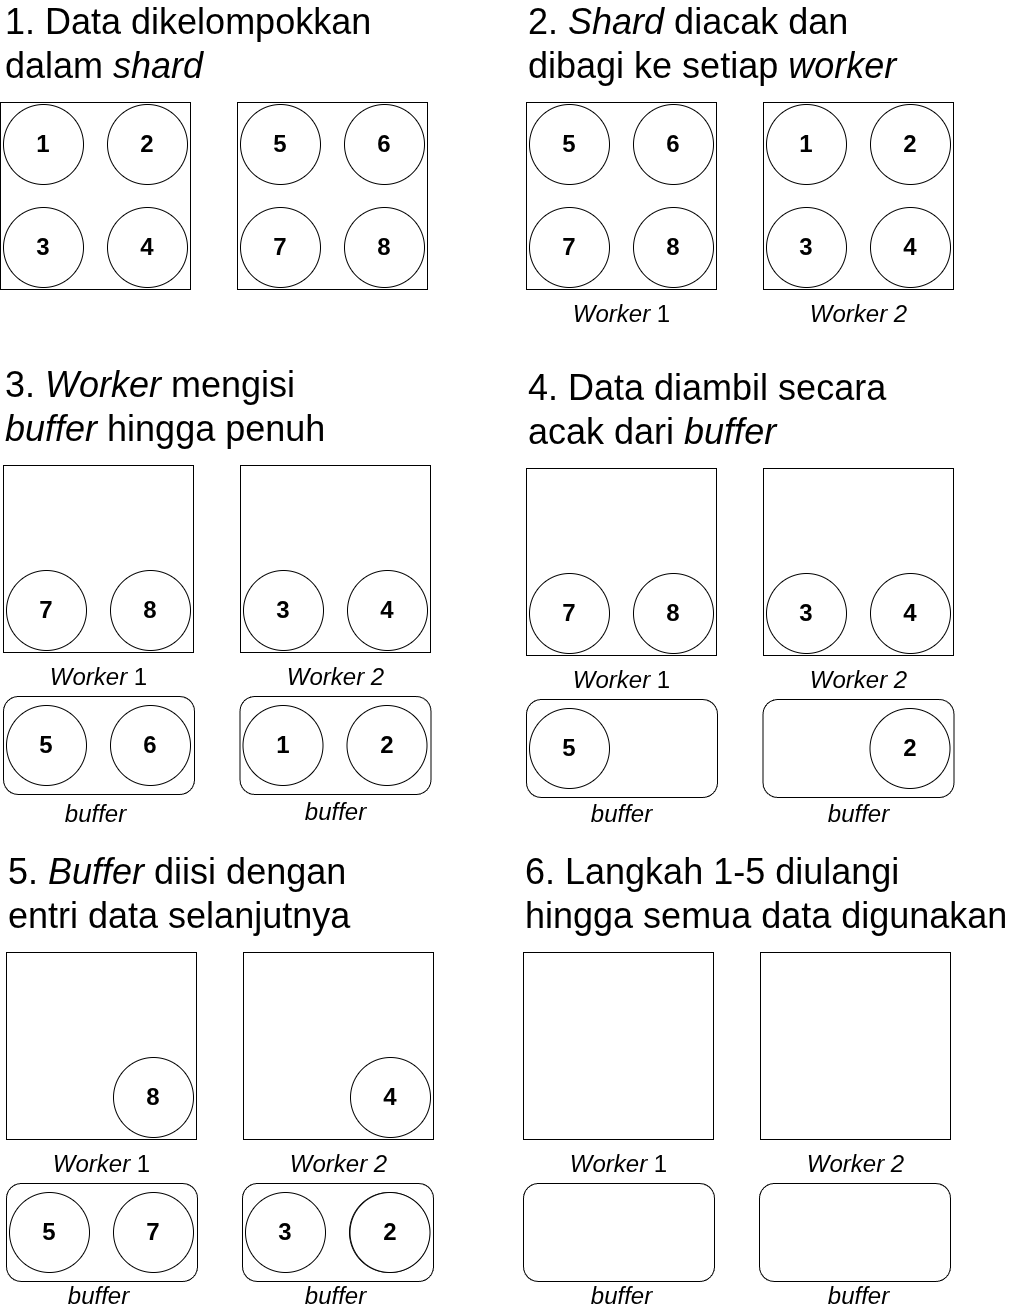 1. Data dikelompokkan
dalam shard
1 2
3 4
5 6
7 8
2. Shard diacak dan
dibagi ke setiap worker
5 6
7 8
Worker 1
1 2
3 4
Worker 2
3. Worker mengisi
buffer hingga penuh
7 8
Worker 1
5 6
buffer
3 4
Worker 2
1 2
buffer
4. Data diambil secara
acak dari buffer
7 8
Worker 1
5
buffer
3 4
Worker 2
2
buffer
5. Buffer diisi dengan
entri data selanjutnya
8
Worker 1
5 7
buffer
4
Worker 2
3 2
buffer
6. Langkah 1-5 diulangi
hingga semua data digunakan
Worker 1
buffer
Worker 2
buffer